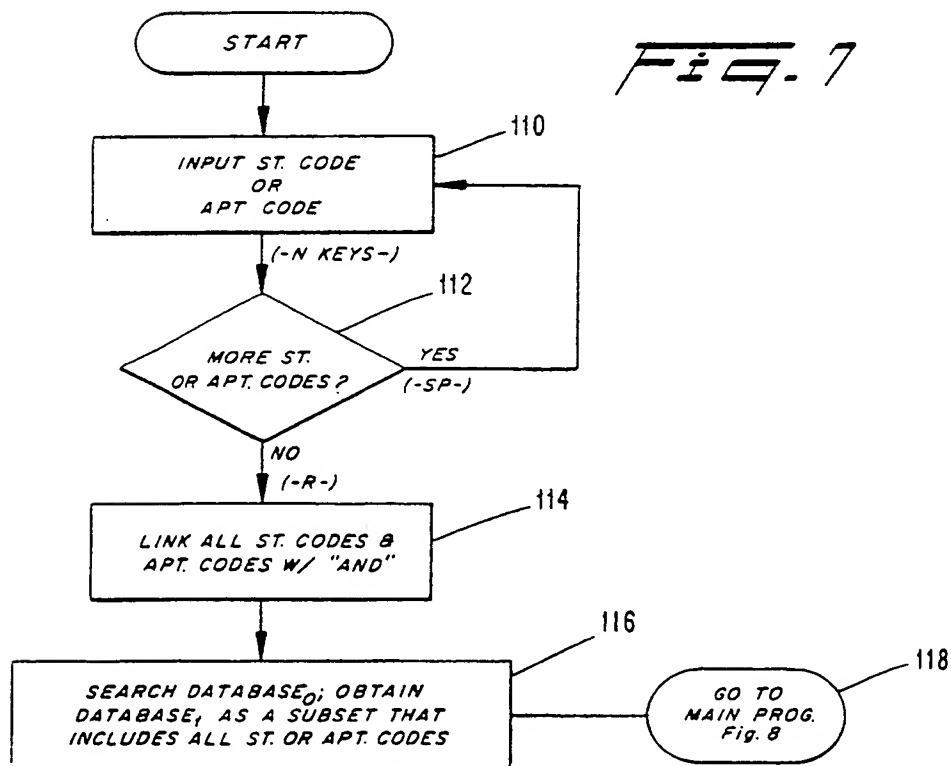 START
Fig. 7
110
INPUT ST. CODE
OR
APT CODE
(-N KEYS-)
112
MORE ST.
OR APT. CODES?
YES
(-SP-)
NO
(-R-)
114
LINK ALL ST. CODES &
APT. CODES W/ "AND"
116
SEARCH DATABASE₀; OBTAIN
DATABASE₁ AS A SUBSET THAT
INCLUDES ALL ST. OR APT. CODES
118
GO TO
MAIN PROG.
Fig. 8